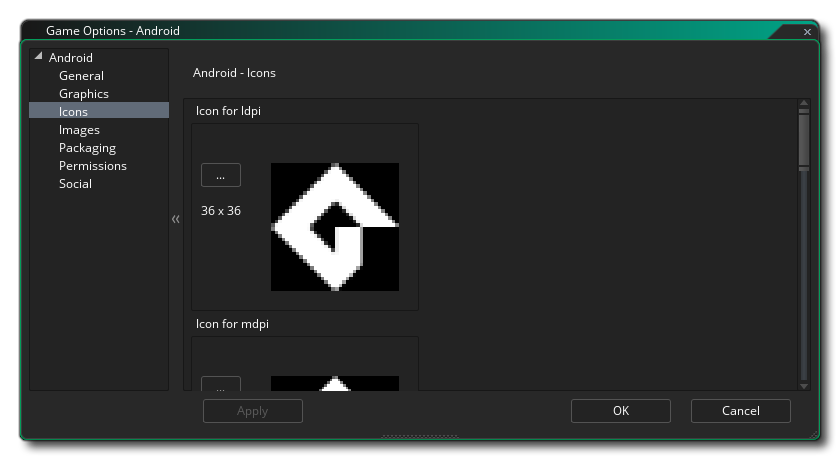 Game Options - Android
Android
General
Graphics
Icons
Images
Packaging
Permissions
Social
Android - Icons
Icon for ldpi
...
36 x 36
Icon for mdpi
...
Apply
OK
Cancel